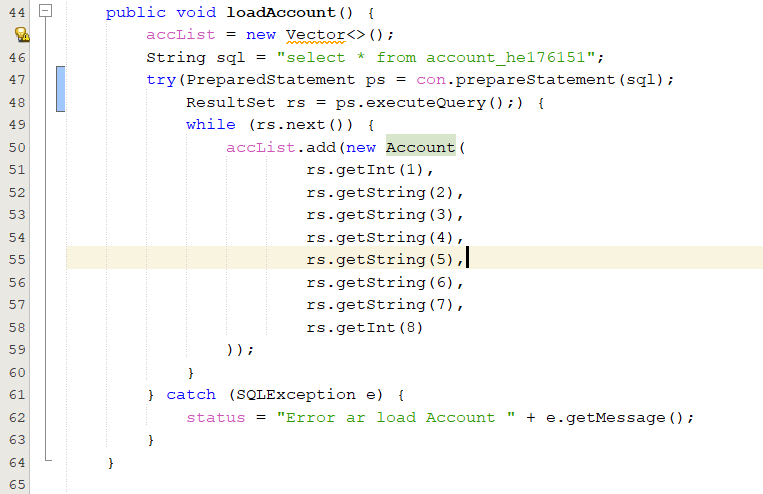 44 public void loadAccount() {
accList = new Vector<>();
46 String sql = "select * from account_he176151";
47 try(PreparedStatement ps = con.prepareStatement(sql);
48 ResultSet rs = ps.executeQuery();) {
49 while (rs.next()) {
50 accList.add(new Account(
51 rs.getInt(1),
52 rs.getString(2),
53 rs.getString(3),
54 rs.getString(4),
55 rs.getString(5),
56 rs.getString(6),
57 rs.getString(7),
58 rs.getInt(8)
59 ));
60 }
61 } catch (SQLException e) {
62 status = "Error ar load Account " + e.getMessage();
63 }
64 }
65